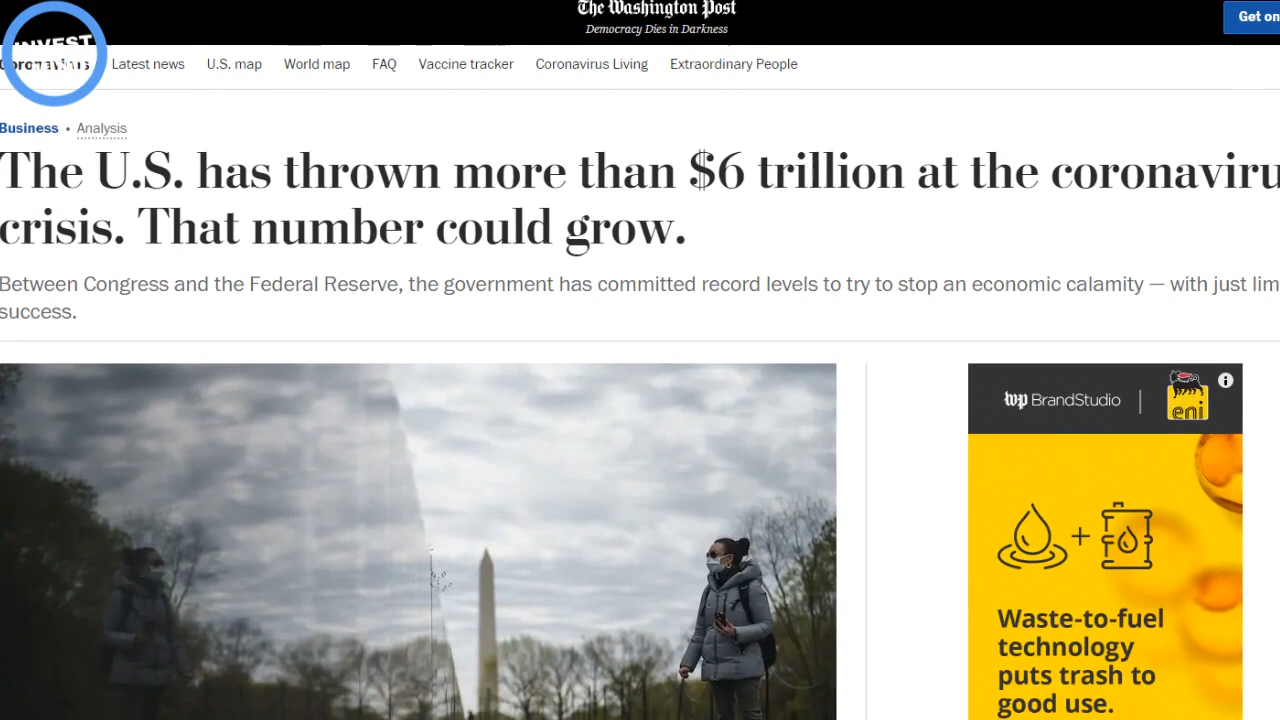 The Washington Post
Democracy Dies in Darkness
Get on
INVEST
Coronavirus Latest news U.S. map World map FAQ Vaccine tracker Coronavirus Living Extraordinary People
Business • Analysis
The U.S. has thrown more than $6 trillion at the coronaviru
crisis. That number could grow.
Between Congress and the Federal Reserve, the government has committed record levels to try to stop an economic calamity — with just lim
success.
wp BrandStudio
eni
Waste-to-fuel
technology
puts trash to
good use.